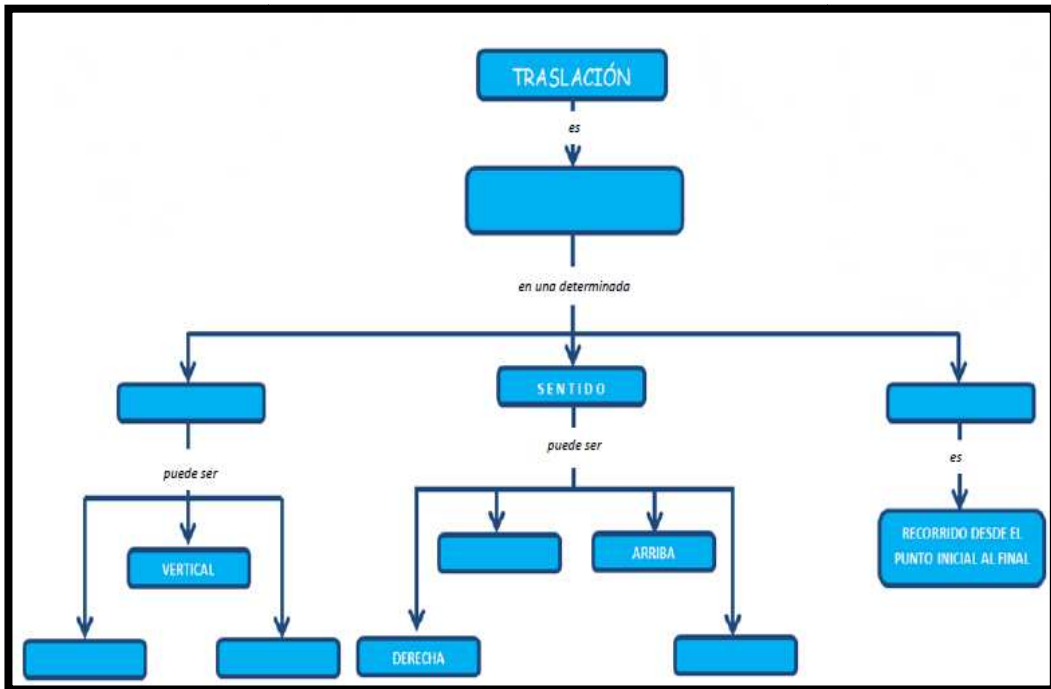 TRASLACIÓN
es
en una determinada
SENTIDO
puede ser
puede ser
es
VERTICAL
ARRIBA
RECORRIDO DESDE EL
PUNTO INICIAL AL FINAL
DERECHA